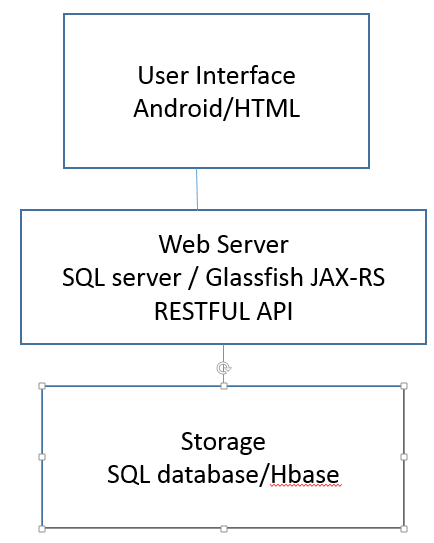 User Interface
Android/HTML
Web Server
SQL server / Glassfish JAX-RS
RESTFUL API
Storage
SQL database/Hbase